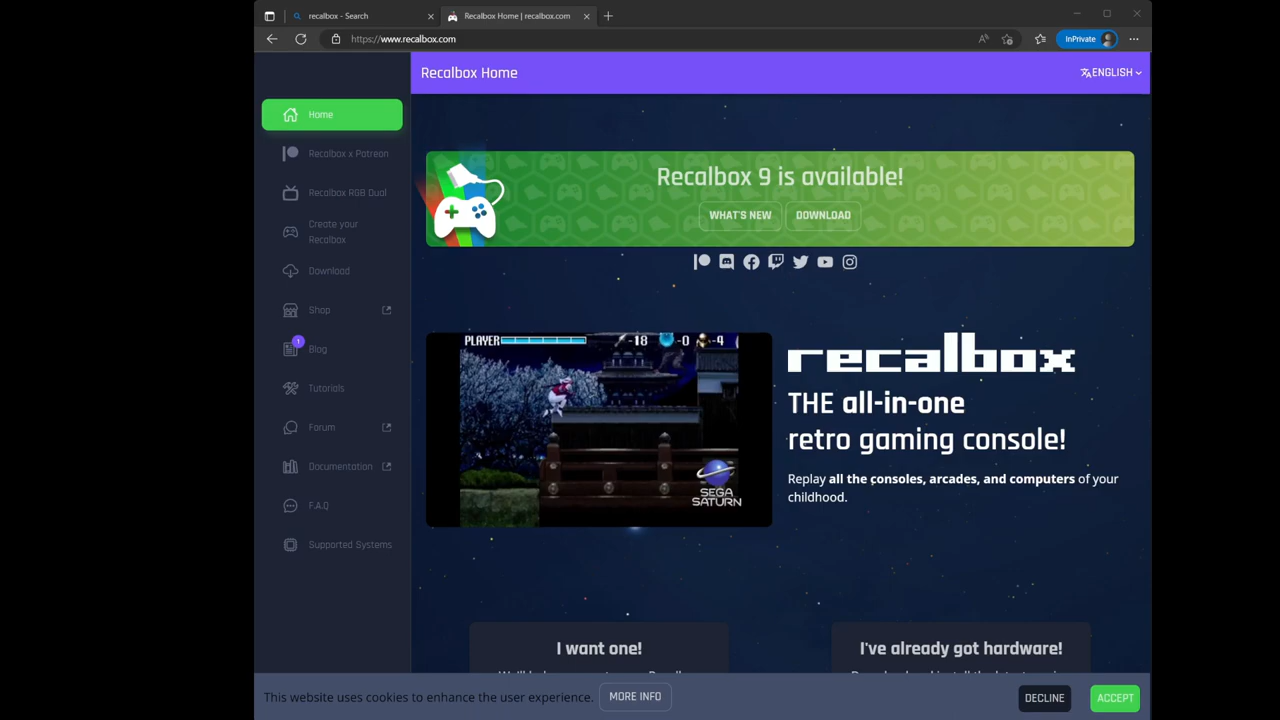 recalbox - Search
Recalbox Home | recalbox.com
https://www.recalbox.com
InPrivate
Recalbox Home
ENGLISH
Home
Recalbox x Patreon
Recalbox RGB Dual
Create your
Recalbox
Download
Shop
1
Blog
Tutorials
Forum
Documentation
F.A.Q
Supported Systems
Recalbox 9 is available!
WHAT'S NEW
DOWNLOAD
PLAYER
-18
-0
-4
SEGA
SATURN
recalbox
THE all-in-one
retro gaming console!
Replay all the consoles, arcades, and computers of your
childhood.
I want one!
I've already got hardware!
This website uses cookies to enhance the user experience.
MORE INFO
DECLINE
ACCEPT